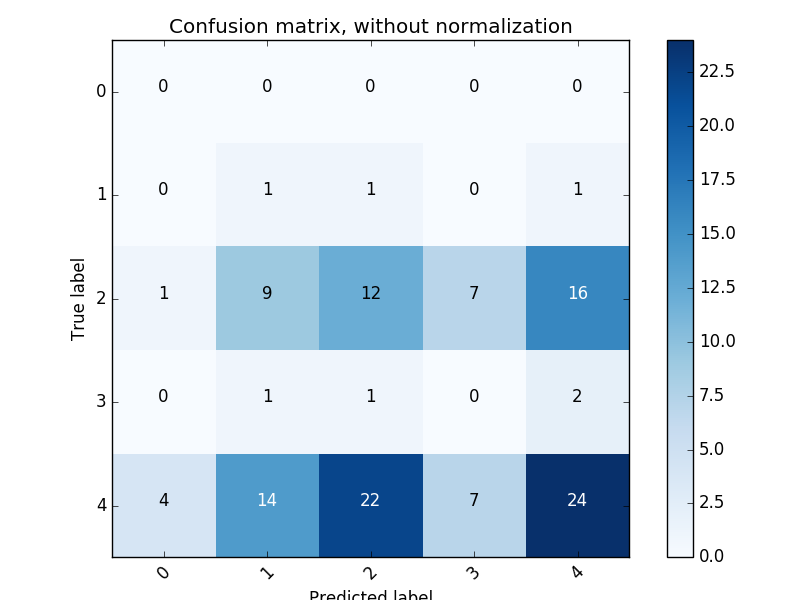 Confusion matrix, without normalization
0 0 0 0 0 0
1 0 1 1 0 1
2 1 9 12 7 16
3 0 1 1 0 2
4 4 14 22 7 24
0 1 2 3 4
True label
Predicted label
22.5
20.0
17.5
15.0
12.5
10.0
7.5
5.0
2.5
0.0